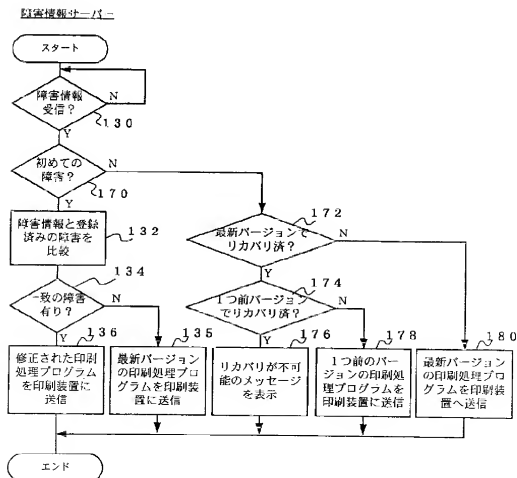 障害情報サーバー
スタート
障害情報
受信？
N
130
Y
初めての
障害？
N
170
Y
障害情報と登録
済みの障害を
比較
132
172
最新バージョンで
リカバリ済？
N
Y
134
一致の障害
有り？
N
Y
174
1つ前バージョン
でリカバリ済？
N
Y
136
修正された印刷
処理プログラム
を印刷装置に
送信
135
最新バージョン
の印刷処理プロ
グラムを印刷装
置に送信
176
リカバリが不可
能のメッセージ
を表示
178
1つ前のバー
ジョンの印刷処
理プログラムを
印刷装置に送信
180
最新バージョン
の印刷処理プロ
グラムを印刷装
置へ送信
エンド